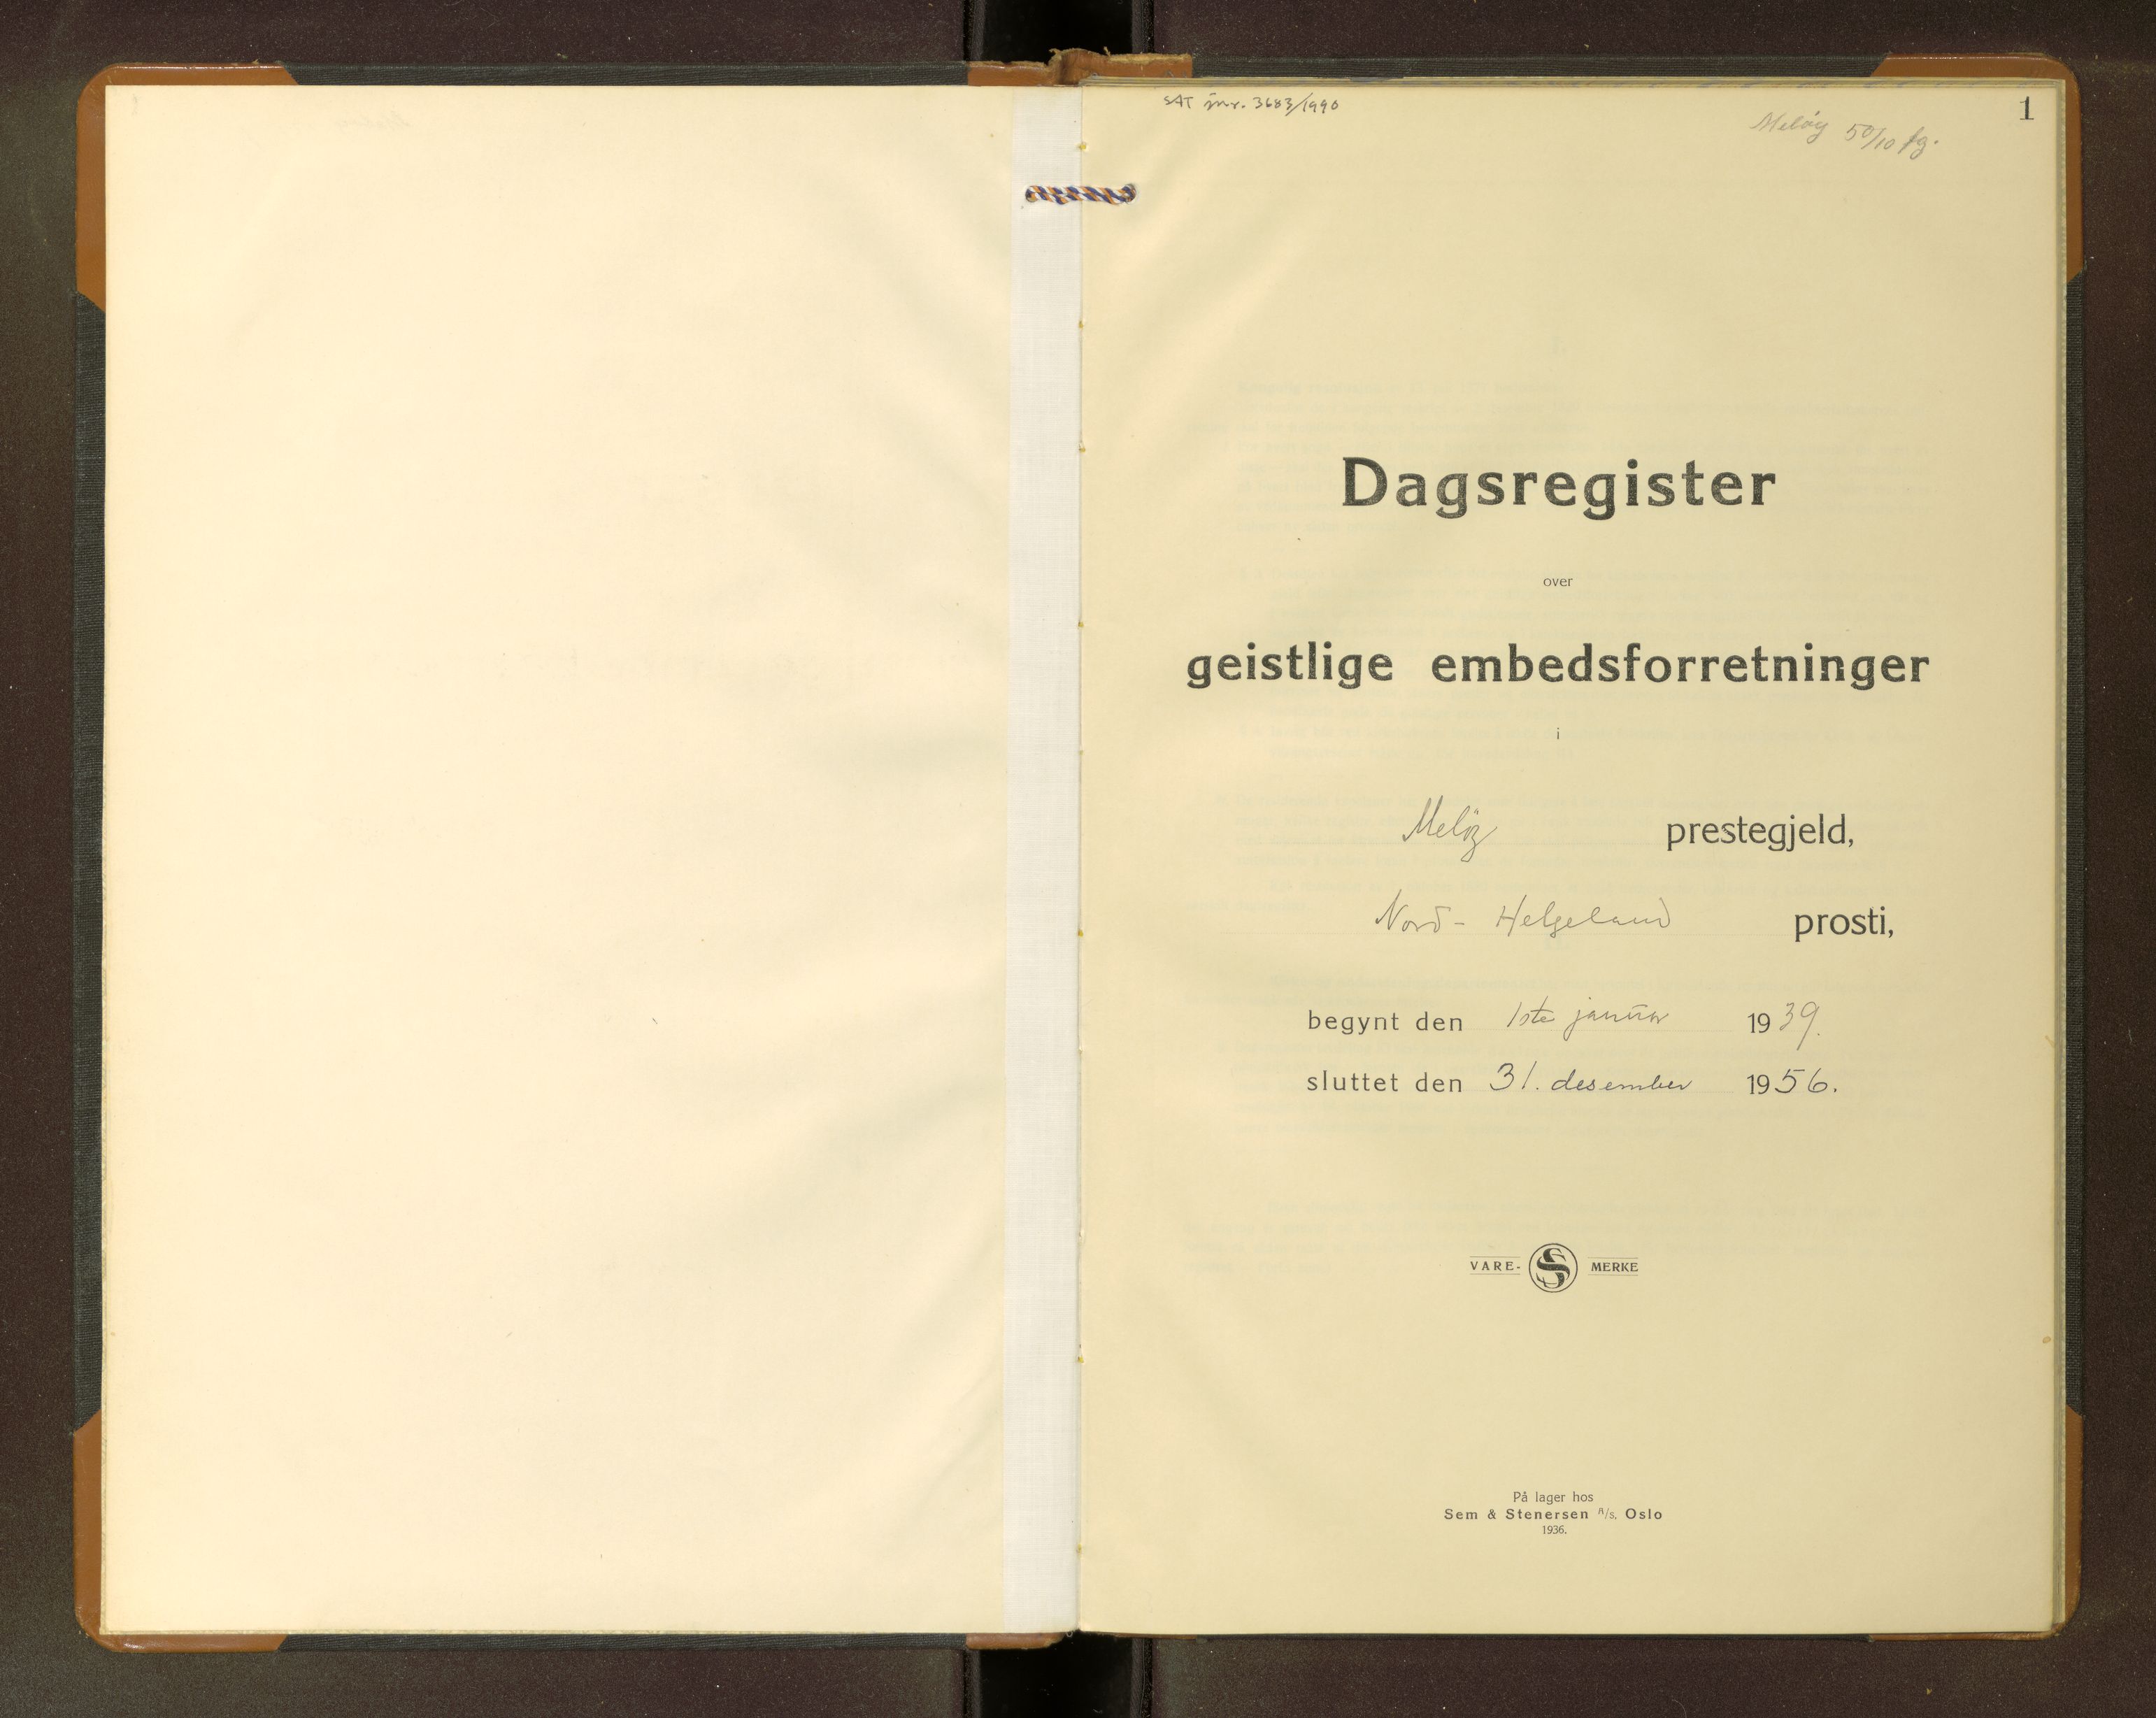 SAT jnr. 3683/1990
1
Meløy 50/10 fg.
Dagsregister
over
geistlige embedsforretninger
i
Meløy prestegjeld,
Nord- Helgeland prosti,
begynt den 1ste januar 1939.
sluttet den 31. desember 1956.
VARE- S MERKE
På lager hos
Sem & Stenersen A/s, Oslo
1936.